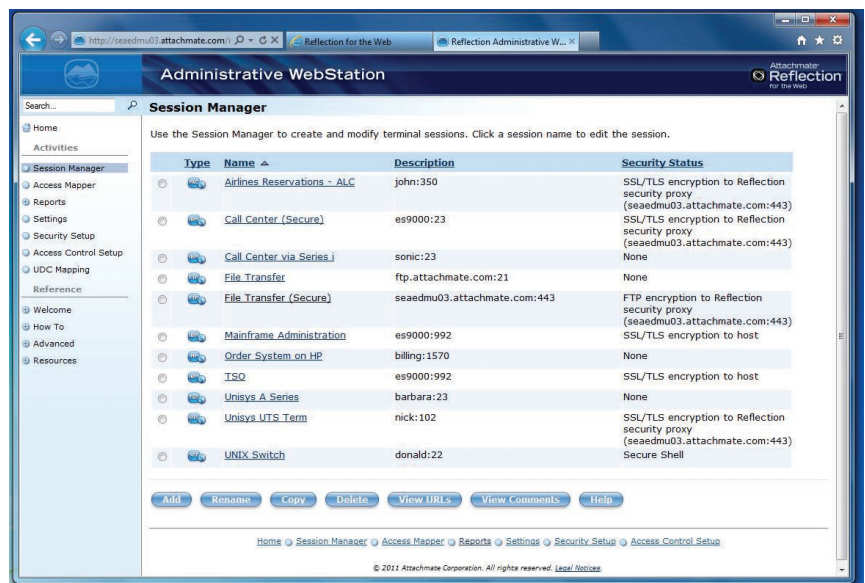 http://seaedmu03.attachmate.com/r
Reflection for the Web
Reflection Administrative W...
Administrative WebStation
Attachmate
Reflection
for the Web
Search...
Home
Activities
Session Manager
Access Mapper
Reports
Settings
Security Setup
Access Control Setup
UDC Mapping
Reference
Welcome
How To
Advanced
Resources
Session Manager
Use the Session Manager to create and modify terminal sessions. Click a session name to edit the session.
Type Name Description Security Status
Airlines Reservations - ALC john:350 SSL/TLS encryption to Reflection
security proxy
(seaedmu03.attachmate.com:443)
Call Center (Secure) es9000:23 SSL/TLS encryption to Reflection
security proxy
(seaedmu03.attachmate.com:443)
Call Center via Series i sonic:23 None
File Transfer ftp.attachmate.com:21 None
File Transfer (Secure) seaedmu03.attachmate.com:443 FTP encryption to Reflection
security proxy
(seaedmu03.attachmate.com:443)
Mainframe Administration es9000:992 SSL/TLS encryption to host
Order System on HP billing:1570 None
TSO es9000:992 SSL/TLS encryption to host
Unisys A Series barbara:23 None
Unisys UTS Term nick:102 SSL/TLS encryption to Reflection
security proxy
(seaedmu03.attachmate.com:443)
UNIX Switch donald:22 Secure Shell
Add Rename Copy Delete View URLs View Comments Help
Home Session Manager Access Mapper Reports Settings Security Setup Access Control Setup
© 2011 Attachmate Corporation. All rights reserved. Legal Notices.